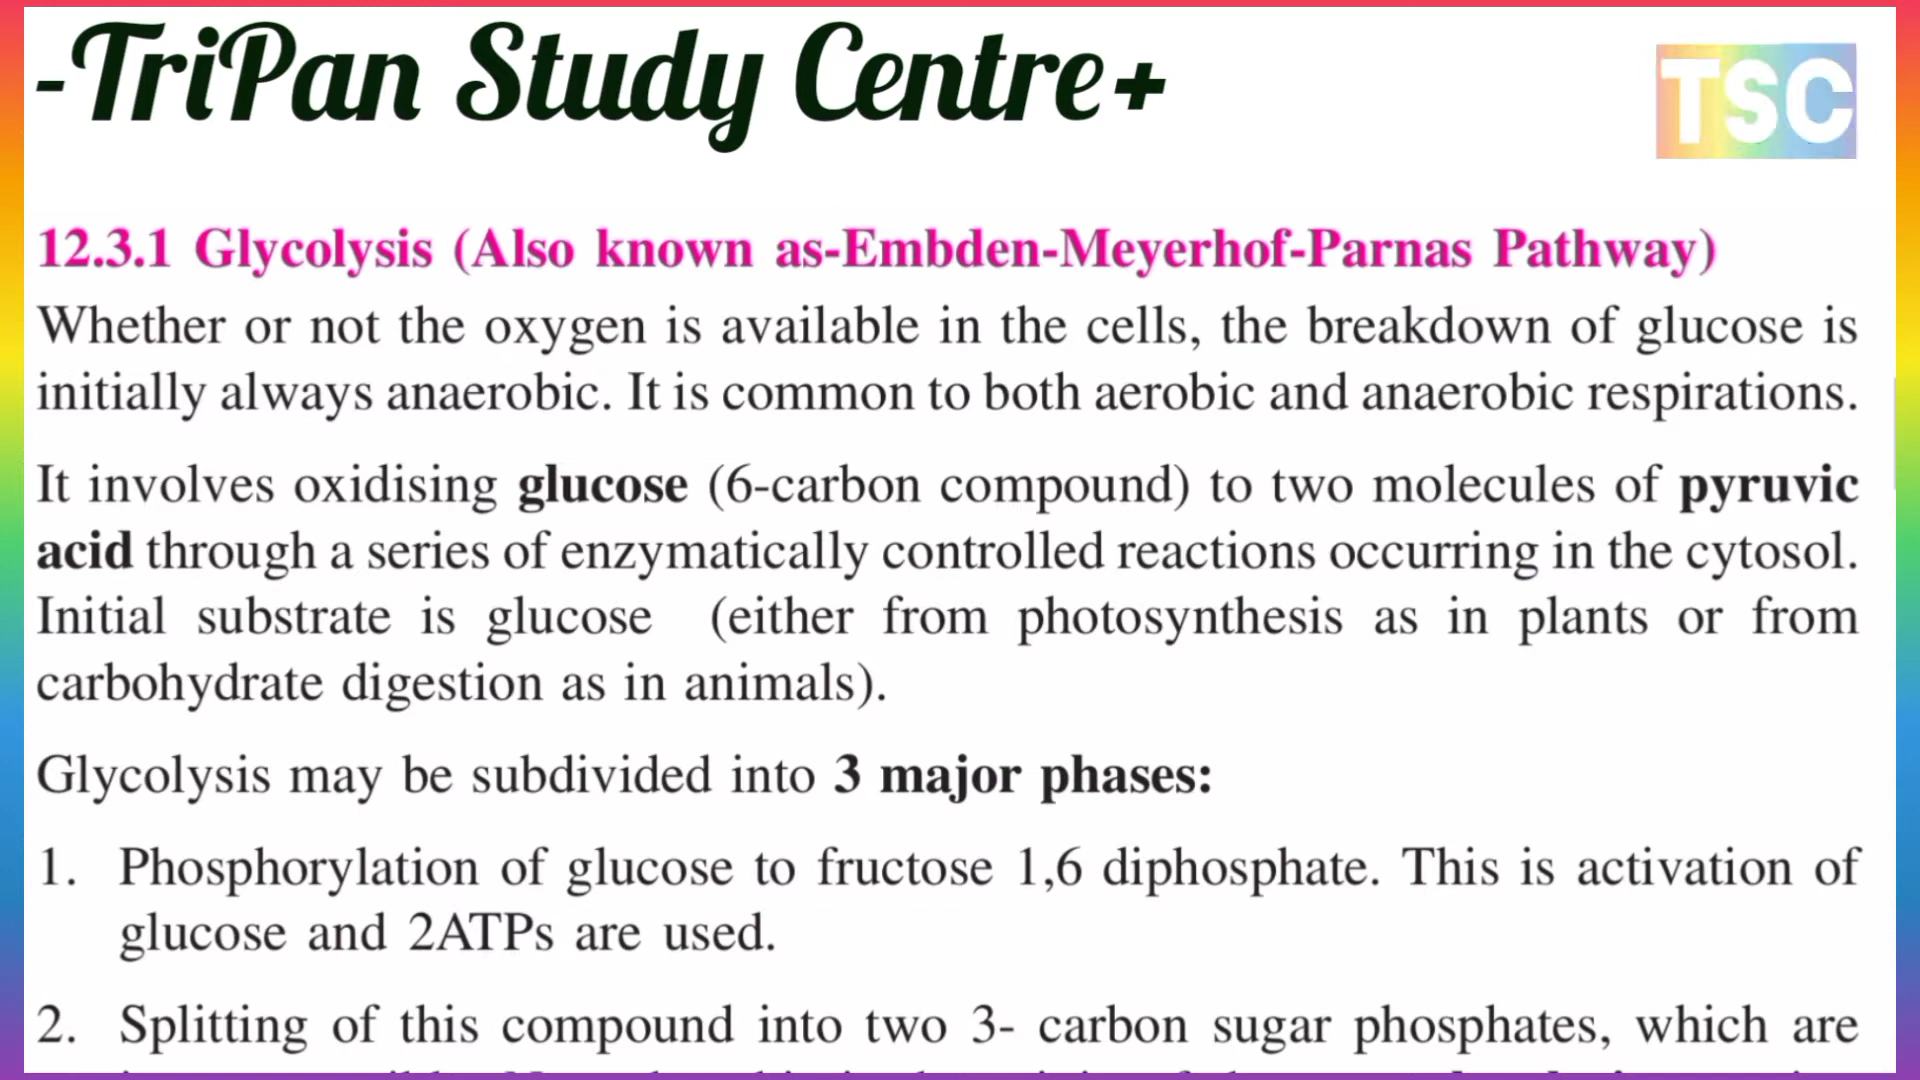 -TriPan Study Centre+
TSC
12.3.1 Glycolysis (Also known as-Embden-Meyerhof-Parnas Pathway)
Whether or not the oxygen is available in the cells, the breakdown of glucose is
initially always anaerobic. It is common to both aerobic and anaerobic respirations.
It involves oxidising glucose (6-carbon compound) to two molecules of pyruvic
acid through a series of enzymatically controlled reactions occurring in the cytosol.
Initial substrate is glucose (either from photosynthesis as in plants or from
carbohydrate digestion as in animals).
Glycolysis may be subdivided into 3 major phases:
1. Phosphorylation of glucose to fructose 1,6 diphosphate. This is activation of
glucose and 2ATPs are used.
2. Splitting of this compound into two 3- carbon sugar phosphates, which are